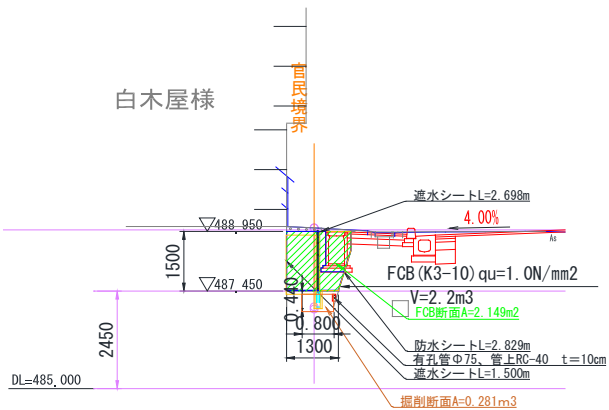 白木屋様
官民境界
遮水シートL=2.698m
4.00%
488.950
As
1500
FCB(K3-10) qu=1.0N/mm2
487.450
V=2.2m3
FCB断面A=2.149m2
0.440
0.800
2450
1300
防水シートL=2.829m
有孔管Φ75、管上RC-40 t=10cm
遮水シートL=1.500m
DL=485.000
掘削断面A=0.281m3